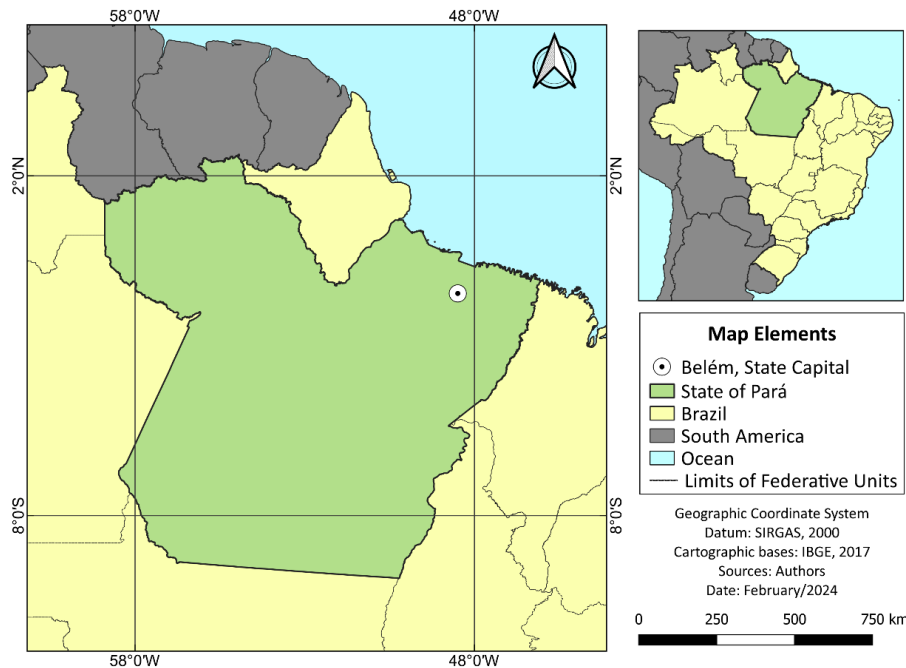 58°0'W 48°0'W
2°0'N 2°0'N
8°0'S 8°0'S
58°0'W 48°0'W
Map Elements
Belém, State Capital
State of Pará
Brazil
South America
Ocean
Limits of Federative Units
Geographic Coordinate System
Datum: SIRGAS, 2000
Cartographic bases: IBGE, 2017
Sources: Authors
Date: February/2024
0 250 500 750 km